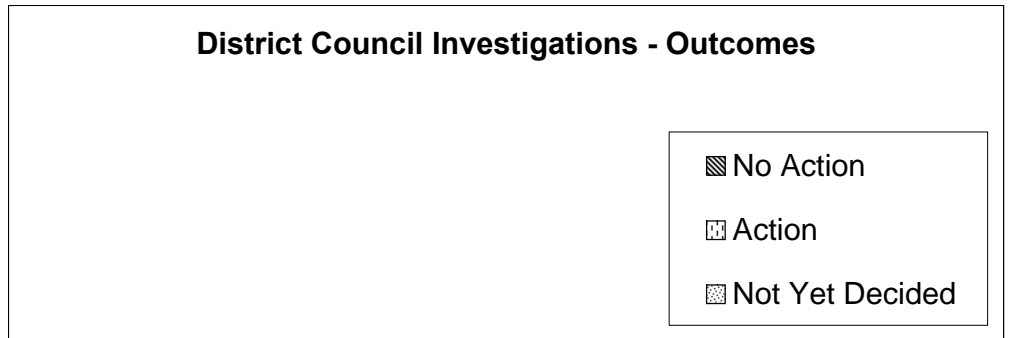 District Council Investigations - Outcomes
No Action
Action
Not Yet Decided